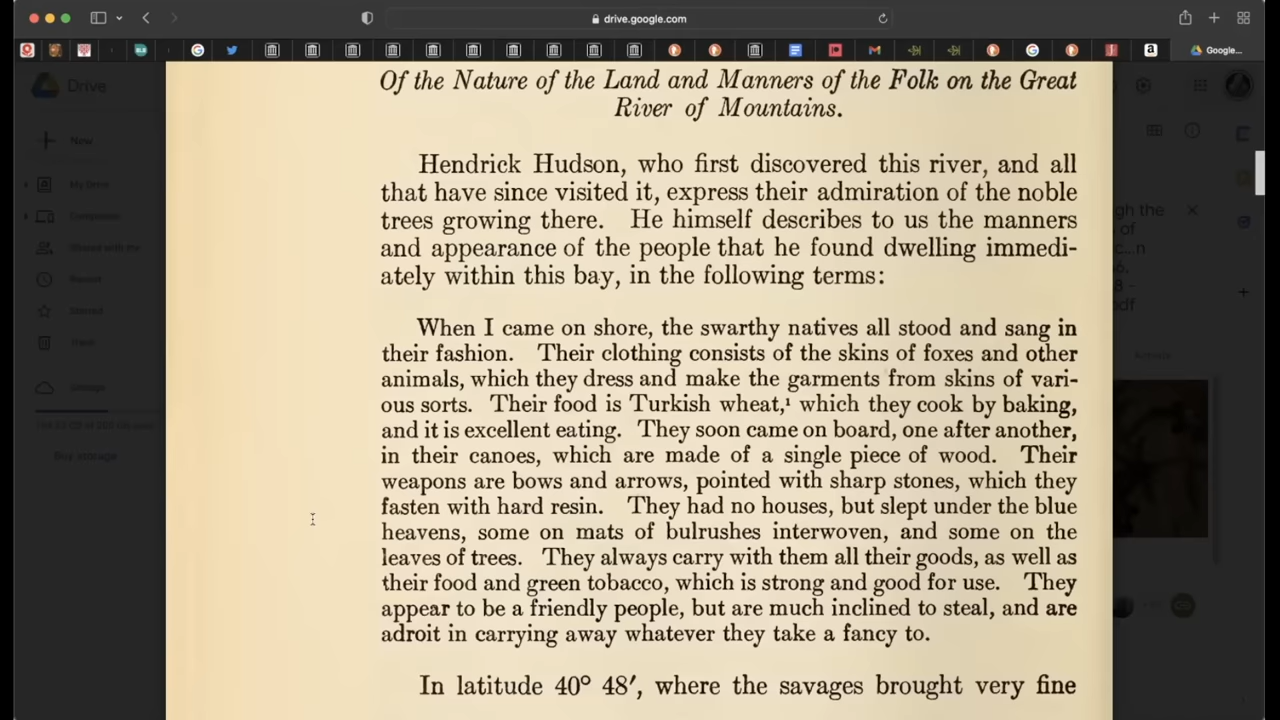 drive.google.com
Google...
Drive
New
My Drive
Of the Nature of the Land and Manners of the Folk on the Great
River of Mountains.
Hendrick Hudson, who first discovered this river, and all
that have since visited it, express their admiration of the noble
trees growing there. He himself describes to us the manners
and appearance of the people that he found dwelling immedi-
ately within this bay, in the following terms:
When I came on shore, the swarthy natives all stood and sang in
their fashion. Their clothing consists of the skins of foxes and other
animals, which they dress and make the garments from skins of vari-
ous sorts. Their food is Turkish wheat,¹ which they cook by baking,
and it is excellent eating. They soon came on board, one after another,
in their canoes, which are made of a single piece of wood. Their
weapons are bows and arrows, pointed with sharp stones, which they
fasten with hard resin. They had no houses, but slept under the blue
heavens, some on mats of bulrushes interwoven, and some on the
leaves of trees. They always carry with them all their goods, as well as
their food and green tobacco, which is strong and good for use. They
appear to be a friendly people, but are much inclined to steal, and are
adroit in carrying away whatever they take a fancy to.
In latitude 40° 48′, where the savages brought very fine